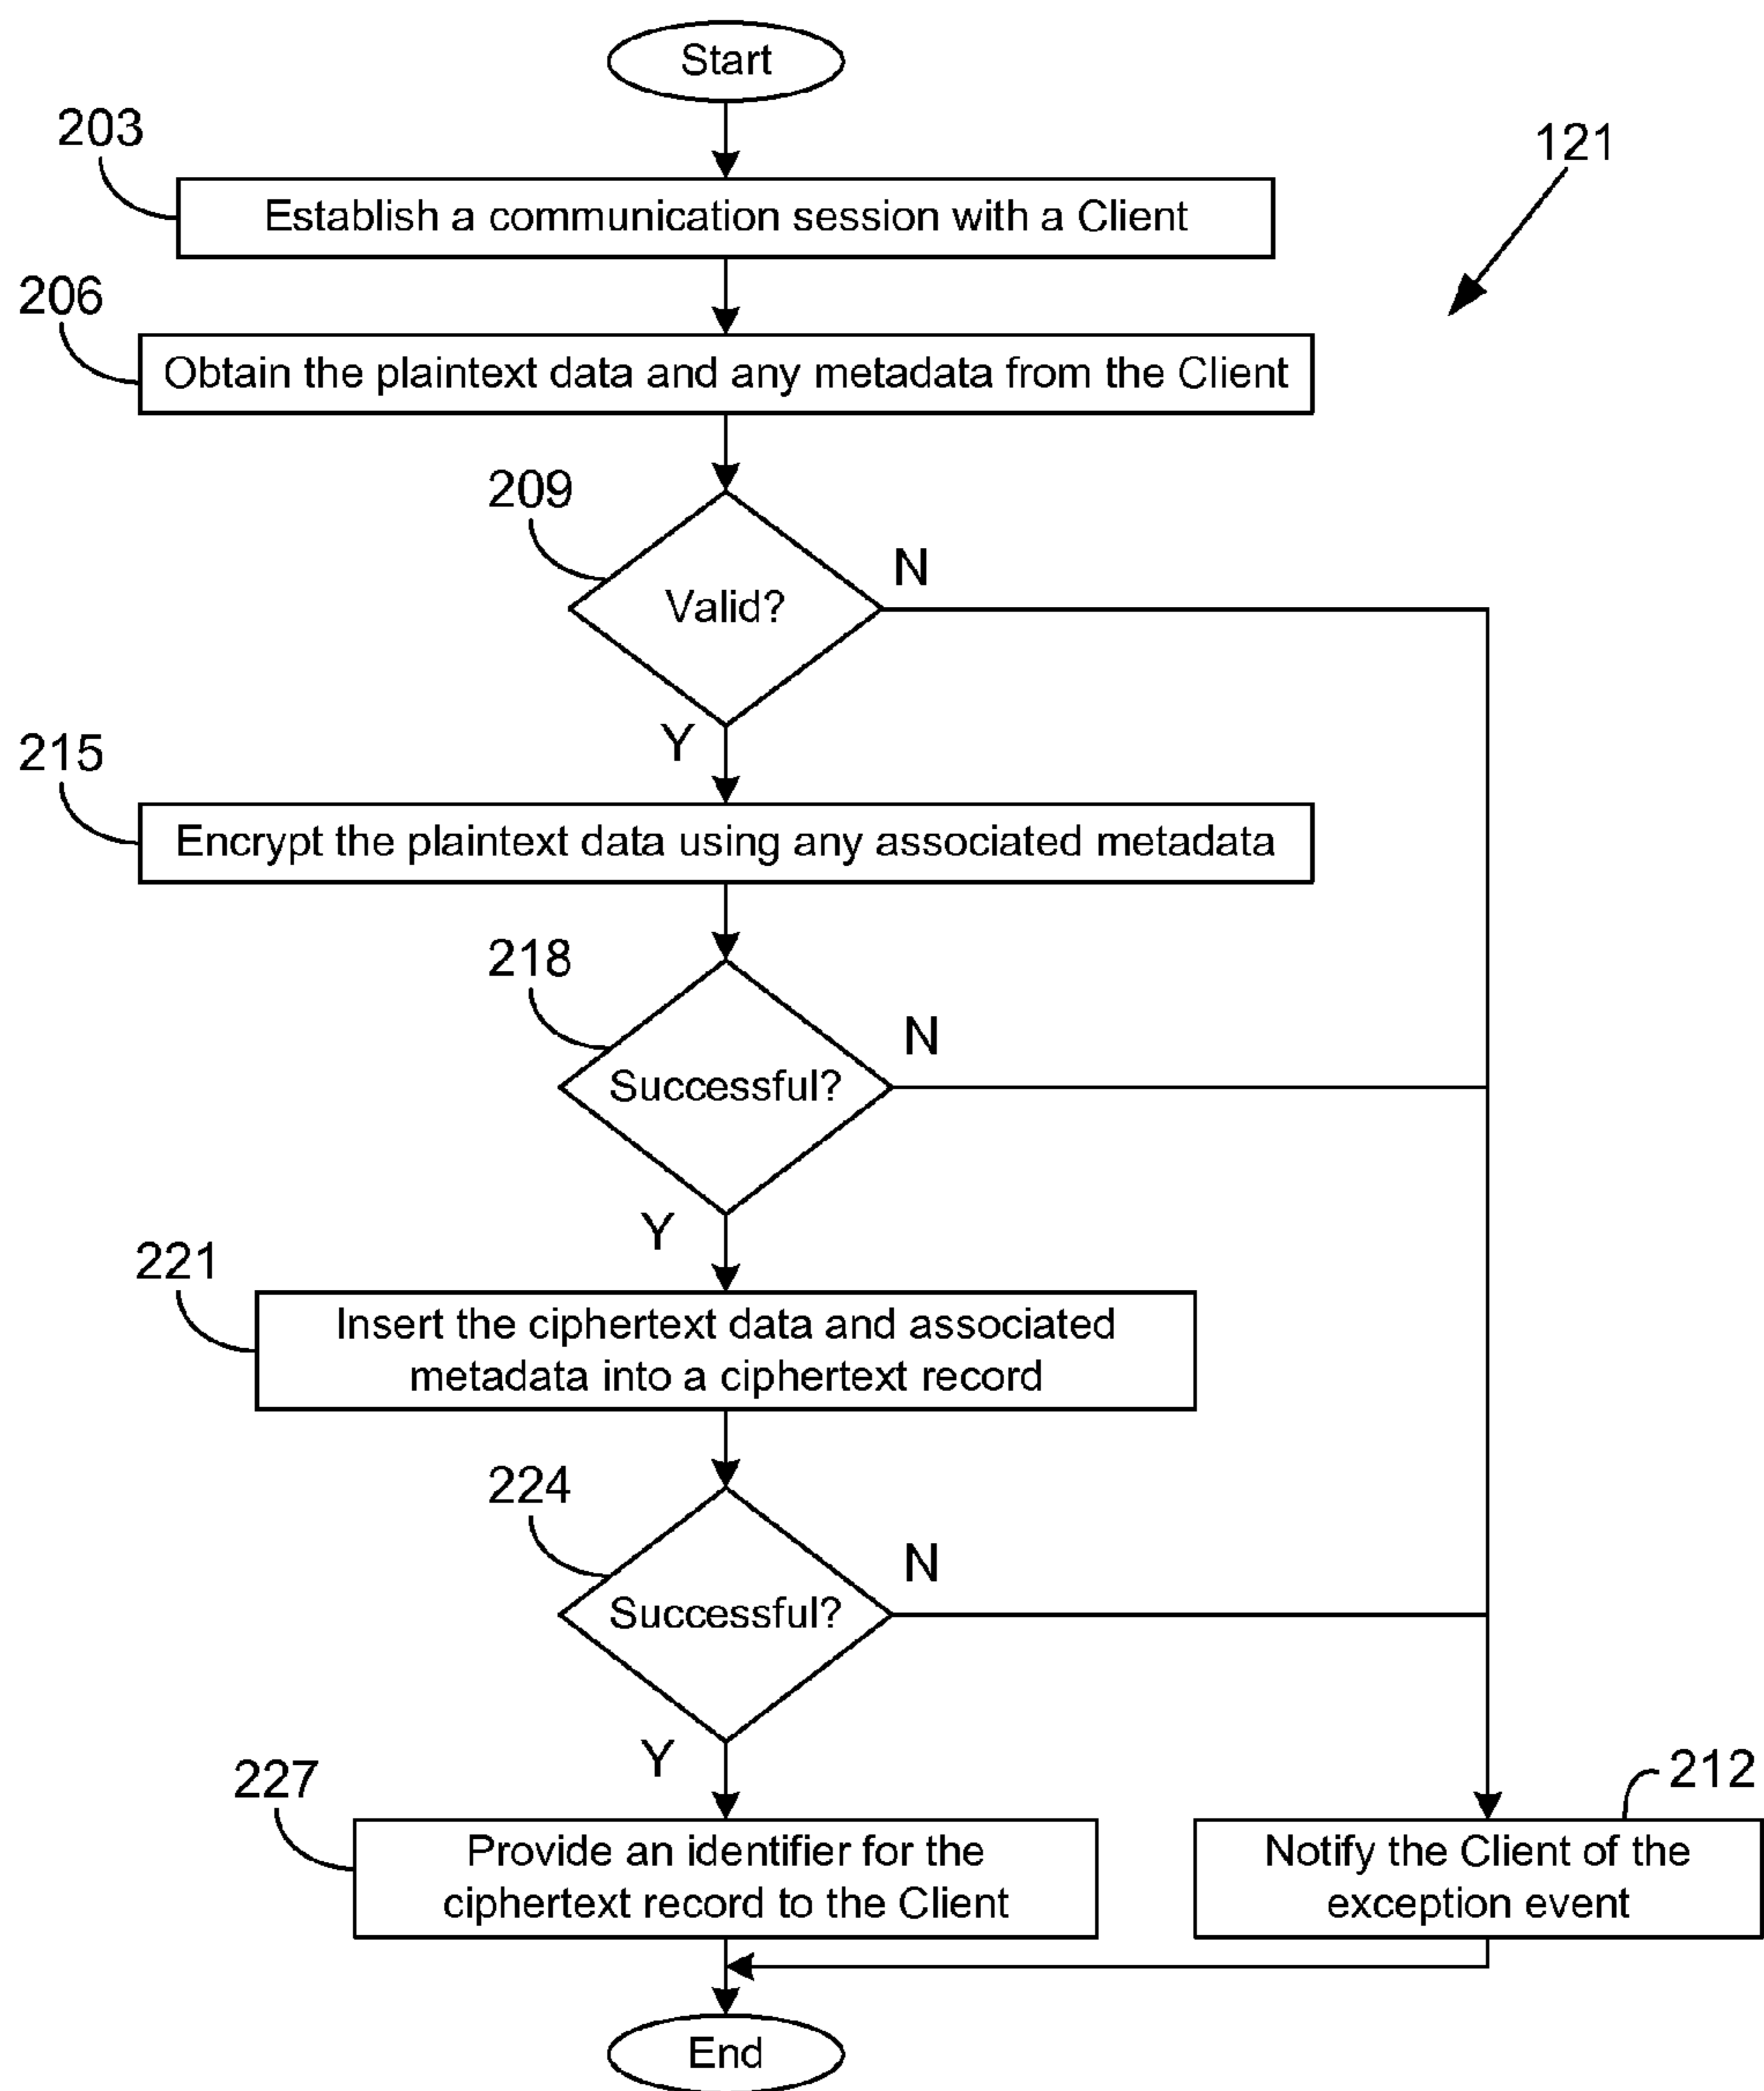 Start
203
121
Establish a communication session with a Client
206
Obtain the plaintext data and any metadata from the Client
209
N
Valid?
Y
215
Encrypt the plaintext data using any associated metadata
218
N
Successful?
Y
221
Insert the ciphertext data and associated
metadata into a ciphertext record
224
N
Successful?
Y
227
212
Provide an identifier for the
ciphertext record to the Client
Notify the Client of the
exception event
End